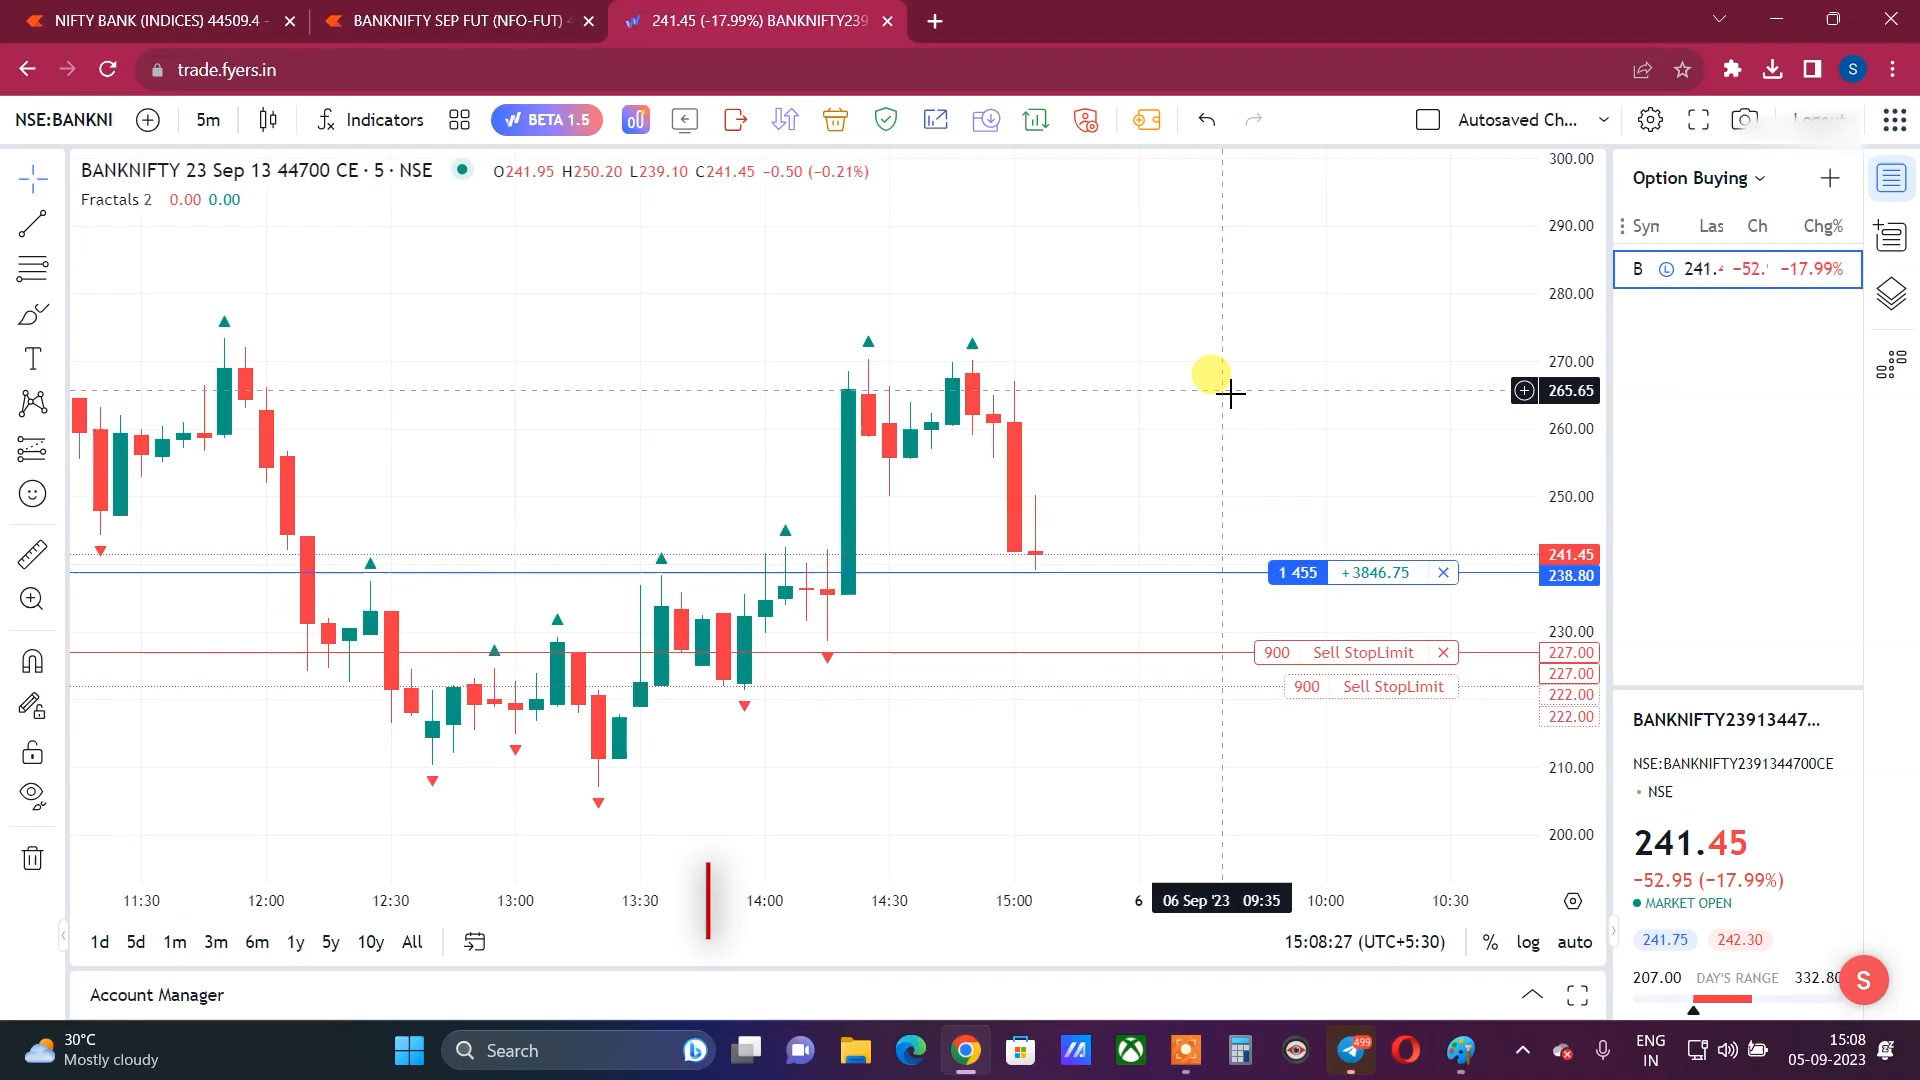 NIFTY BANK (INDICES) 44509.4 -
BANKNIFTY SEP FUT (NFO-FUT)
241.45 (-17.99%) BANKNIFTY239
trade.fyers.in
S
NSE:BANKNI
5m
Indicators
BETA 1.5
Autosaved Ch...
BANKNIFTY 23 Sep 13 44700 CE · 5 · NSE
O241.95 H250.20 L239.10 C241.45 −0.50 (−0.21%)
Fractals 2 0.00 0.00
300.00
290.00
280.00
270.00
265.65
260.00
250.00
241.45
238.80
1 455 +3846.75
230.00
900 Sell StopLimit
227.00
227.00
900 Sell StopLimit
222.00
222.00
210.00
200.00
11:30 12:00 12:30 13:00 13:30 14:00 14:30 15:00 6 06 Sep '23 09:35 10:00 10:30
1d 5d 1m 3m 6m 1y 5y 10y All
15:08:27 (UTC+5:30) % log auto
Account Manager
Option Buying
Syn Las Ch Chg%
B L 241. −52. −17.99%
BANKNIFTY23913447...
NSE:BANKNIFTY2391344700CE
• NSE
241.45
−52.95 (−17.99%)
MARKET OPEN
241.75 242.30
207.00 DAY'S RANGE 332.80
S
30°C
Mostly cloudy
Search
499
ENG
IN
15:08
05-09-2023